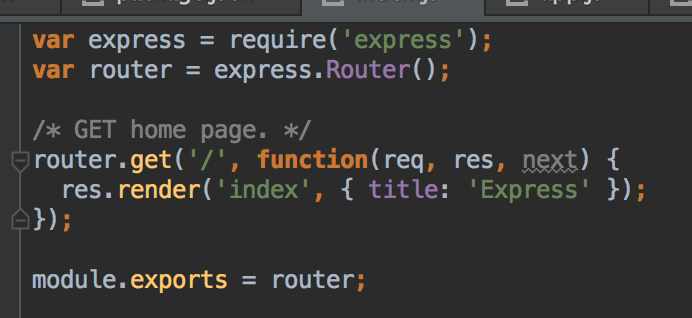 var express = require('express');
var router = express.Router();
/* GET home page. */
router.get('/', function(req, res, next) {
  res.render('index', { title: 'Express' });
});
module.exports = router;